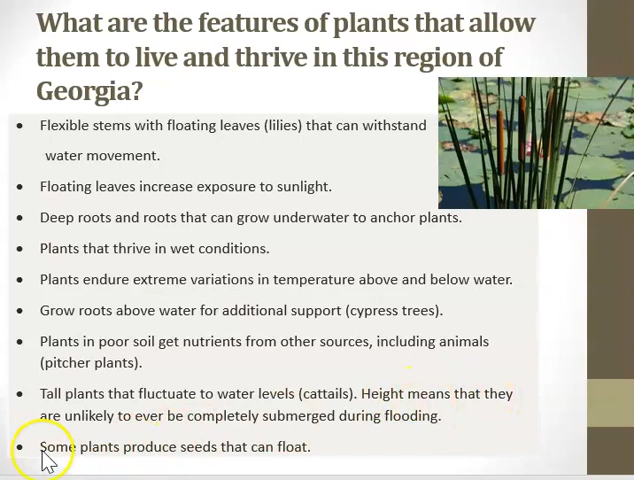 What are the features of plants that allow
them to live and thrive in this region of
Georgia?
• Flexible stems with floating leaves (lilies) that can withstand
water movement.
• Floating leaves increase exposure to sunlight.
• Deep roots and roots that can grow underwater to anchor plants.
• Plants that thrive in wet conditions.
• Plants endure extreme variations in temperature above and below water.
• Grow roots above water for additional support (cypress trees).
• Plants in poor soil get nutrients from other sources, including animals
(pitcher plants).
• Tall plants that fluctuate to water levels (cattails). Height means that they
are unlikely to ever be completely submerged during flooding.
• Some plants produce seeds that can float.